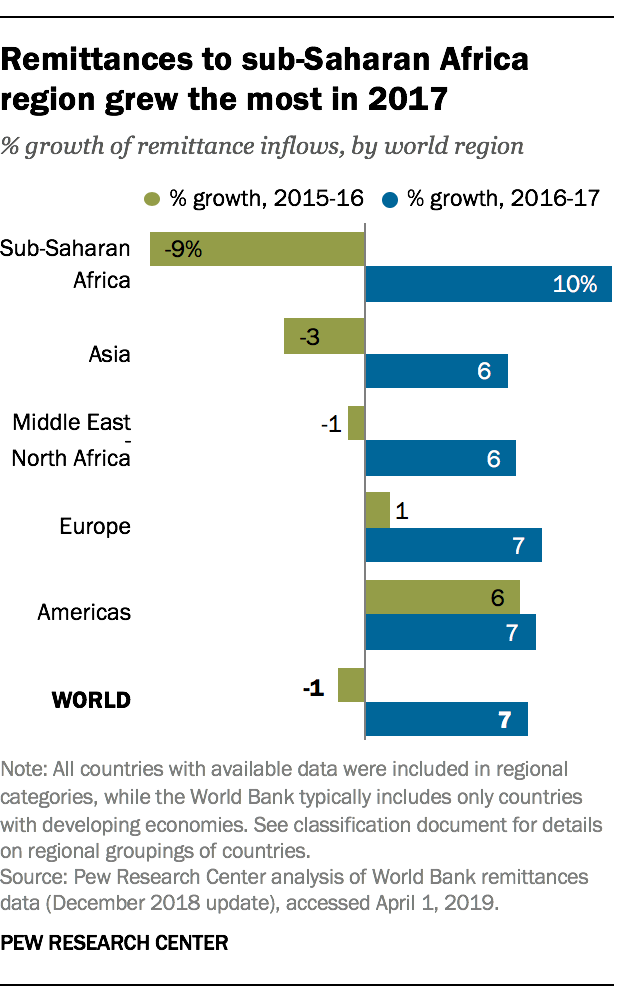 Remittances to sub-Saharan Africa
region grew the most in 2017
% growth of remittance inflows, by world region
% growth, 2015-16 % growth, 2016-17
Sub-Saharan
Africa
-9%
10%
Asia
-3
6
Middle East
-
North Africa
-1
6
Europe
1
7
Americas
6
7
WORLD
-1
7
Note: All countries with available data were included in regional
categories, while the World Bank typically includes only countries
with developing economies. See classification document for details
on regional groupings of countries.
Source: Pew Research Center analysis of World Bank remittances
data (December 2018 update), accessed April 1, 2019.
PEW RESEARCH CENTER